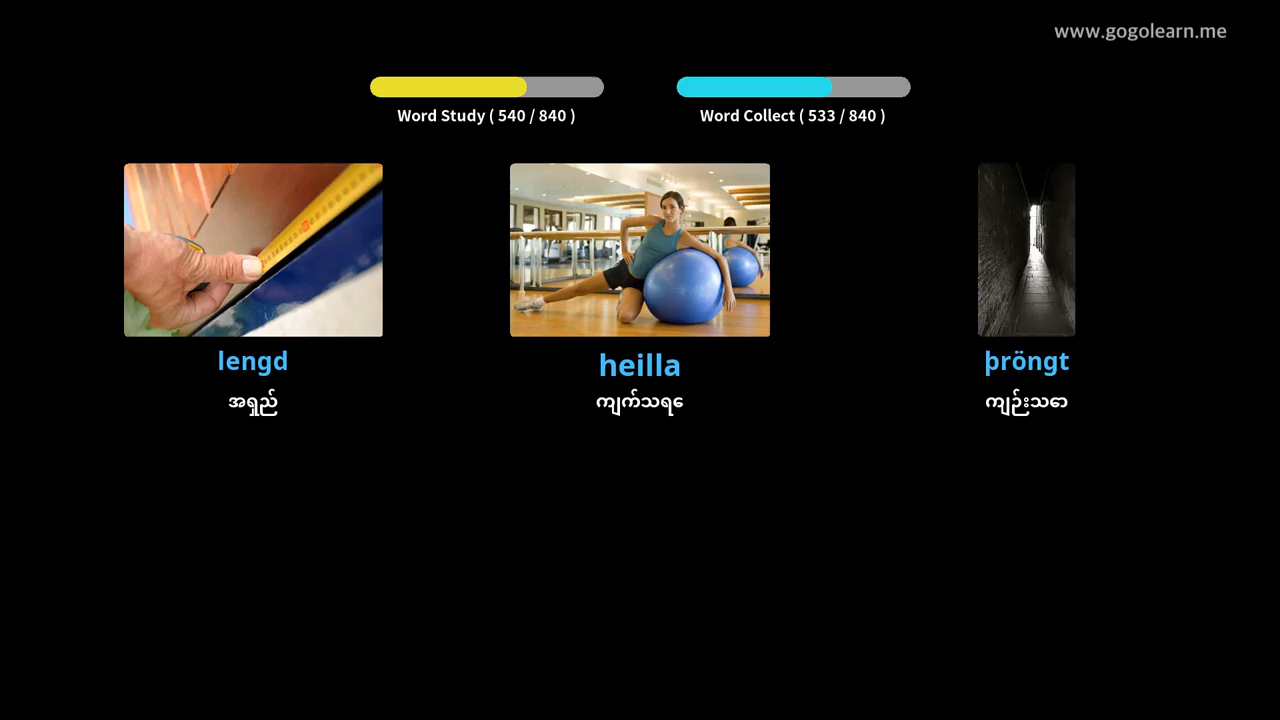 www.gogolearn.me
Word Study ( 540 / 840 )
Word Collect ( 533 / 840 )
lengd
အရှည်
heilla
ကျက်သရေ
þröngt
ကျဉ်းသော